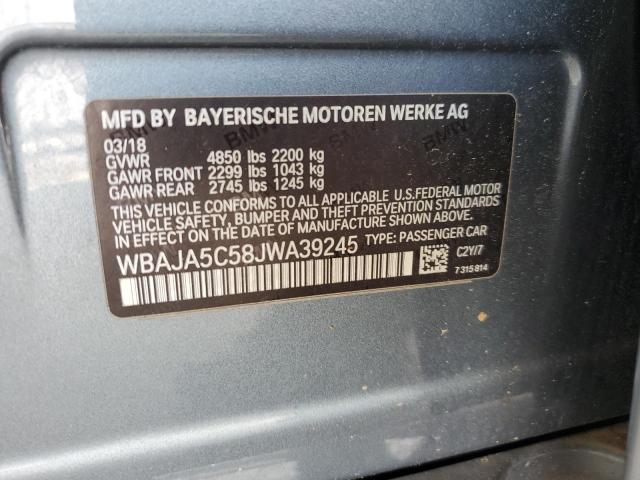 MFD BY BAYERISCHE MOTOREN WERKE AG
03/18
GVWR 4850 lbs 2200 kg
GAWR FRONT 2299 lbs 1043 kg
GAWR REAR 2745 lbs 1245 kg
THIS VEHICLE CONFORMS TO ALL APPLICABLE U.S.FEDERAL MOTOR
VEHICLE SAFETY, BUMPER AND THEFT PREVENTION STANDARDS
IN EFFECT ON THE DATE OF MANUFACTURE SHOWN ABOVE.
WBAJA5C58JWA39245 TYPE: PASSENGER CAR
C2Y/7
7 315 814
BMW
BMW
BMW